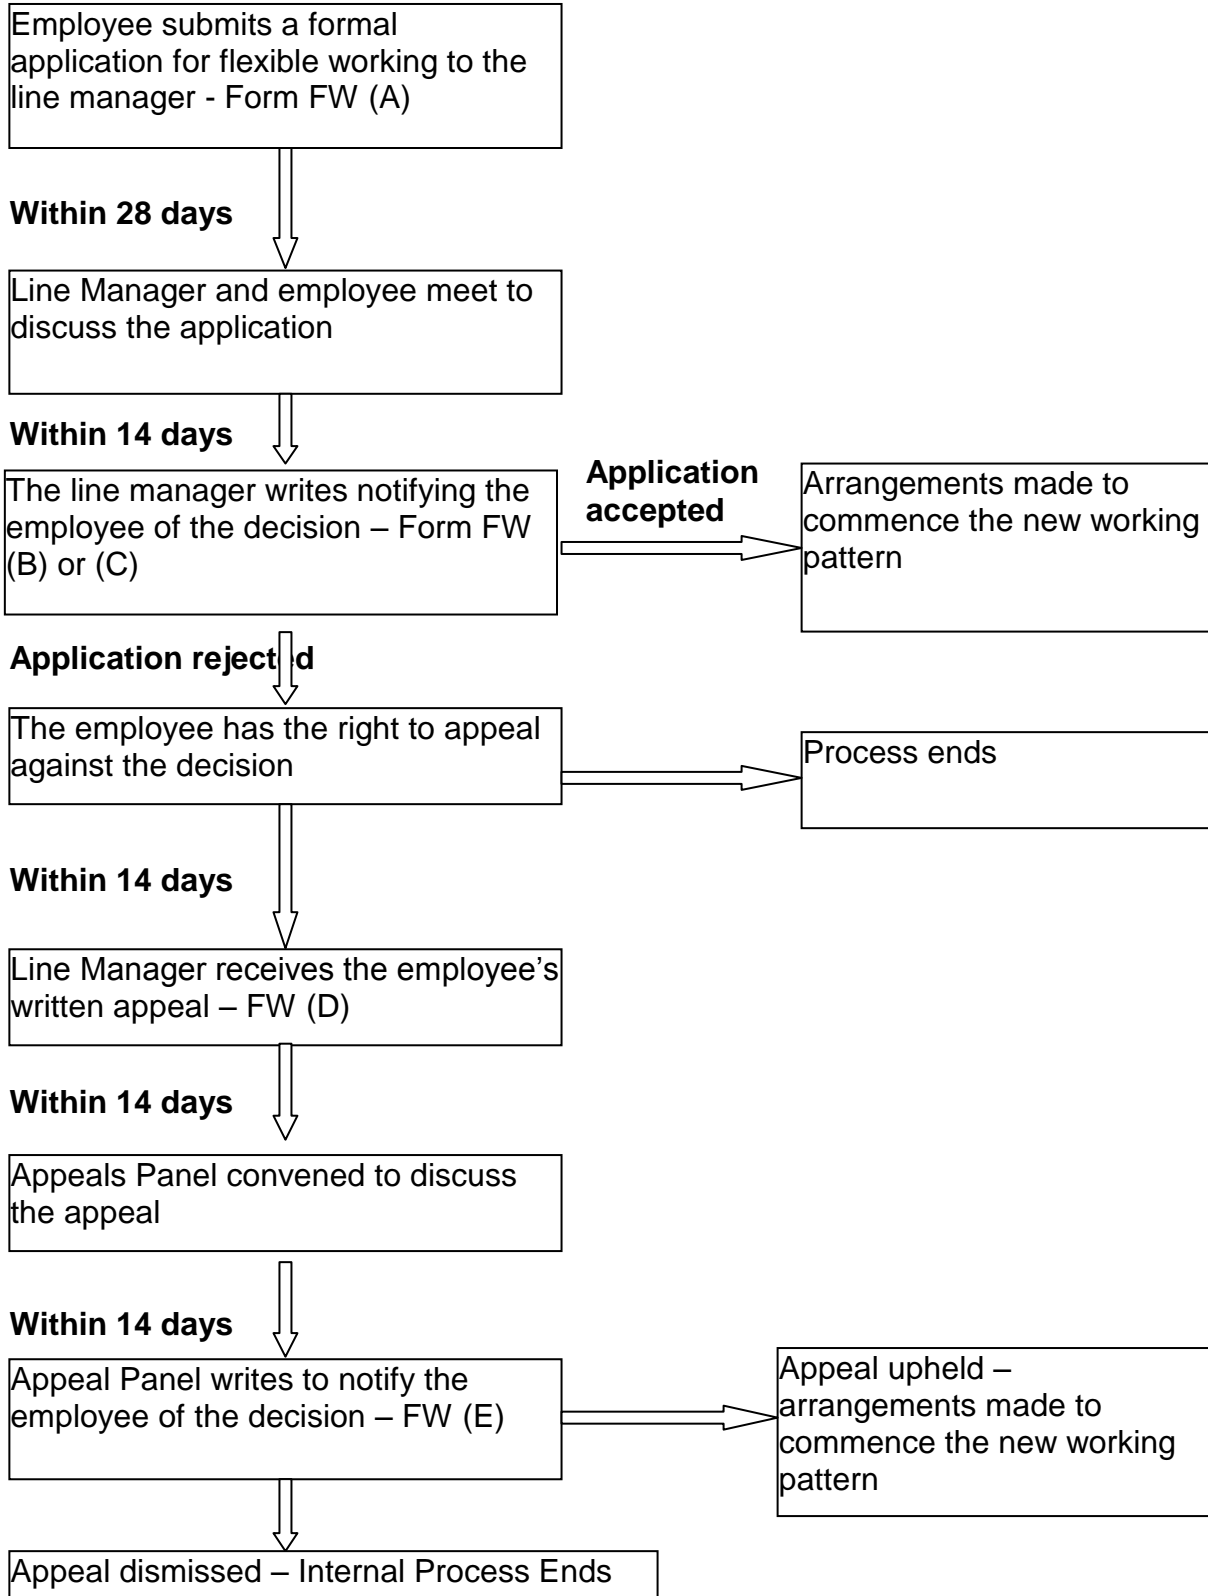 Employee submits a formal
application for flexible working to the
line manager - Form FW (A)
Within 28 days
Line Manager and employee meet to
discuss the application
Within 14 days
The line manager writes notifying the
employee of the decision – Form FW
(B) or (C)
Application
accepted
Arrangements made to
commence the new working
pattern
Application rejected
The employee has the right to appeal
against the decision
Process ends
Within 14 days
Line Manager receives the employee’s
written appeal – FW (D)
Within 14 days
Appeals Panel convened to discuss
the appeal
Within 14 days
Appeal Panel writes to notify the
employee of the decision – FW (E)
Appeal upheld –
arrangements made to
commence the new working
pattern
Appeal dismissed – Internal Process Ends